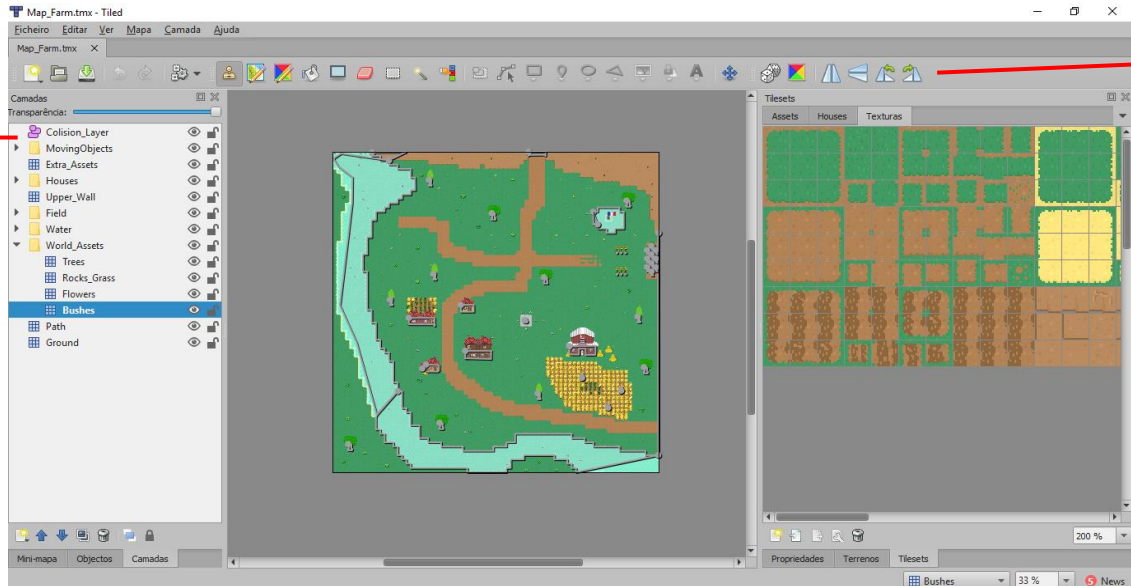 Map_Farm.tmx - Tiled
Ficheiro Editar Ver Mapa Camada Ajuda
Map_Farm.tmx
Camadas
Transparência:
Colision_Layer
MovingObjects
Extra_Assets
Houses
Upper_Wall
Field
Water
World_Assets
Trees
Rocks_Grass
Flowers
Bushes
Path
Ground
Mini-mapa Objectos Camadas
Tilesets
Assets Houses Texturas
200 %
Propriedades Terrenos Tilesets
Bushes 33 % News